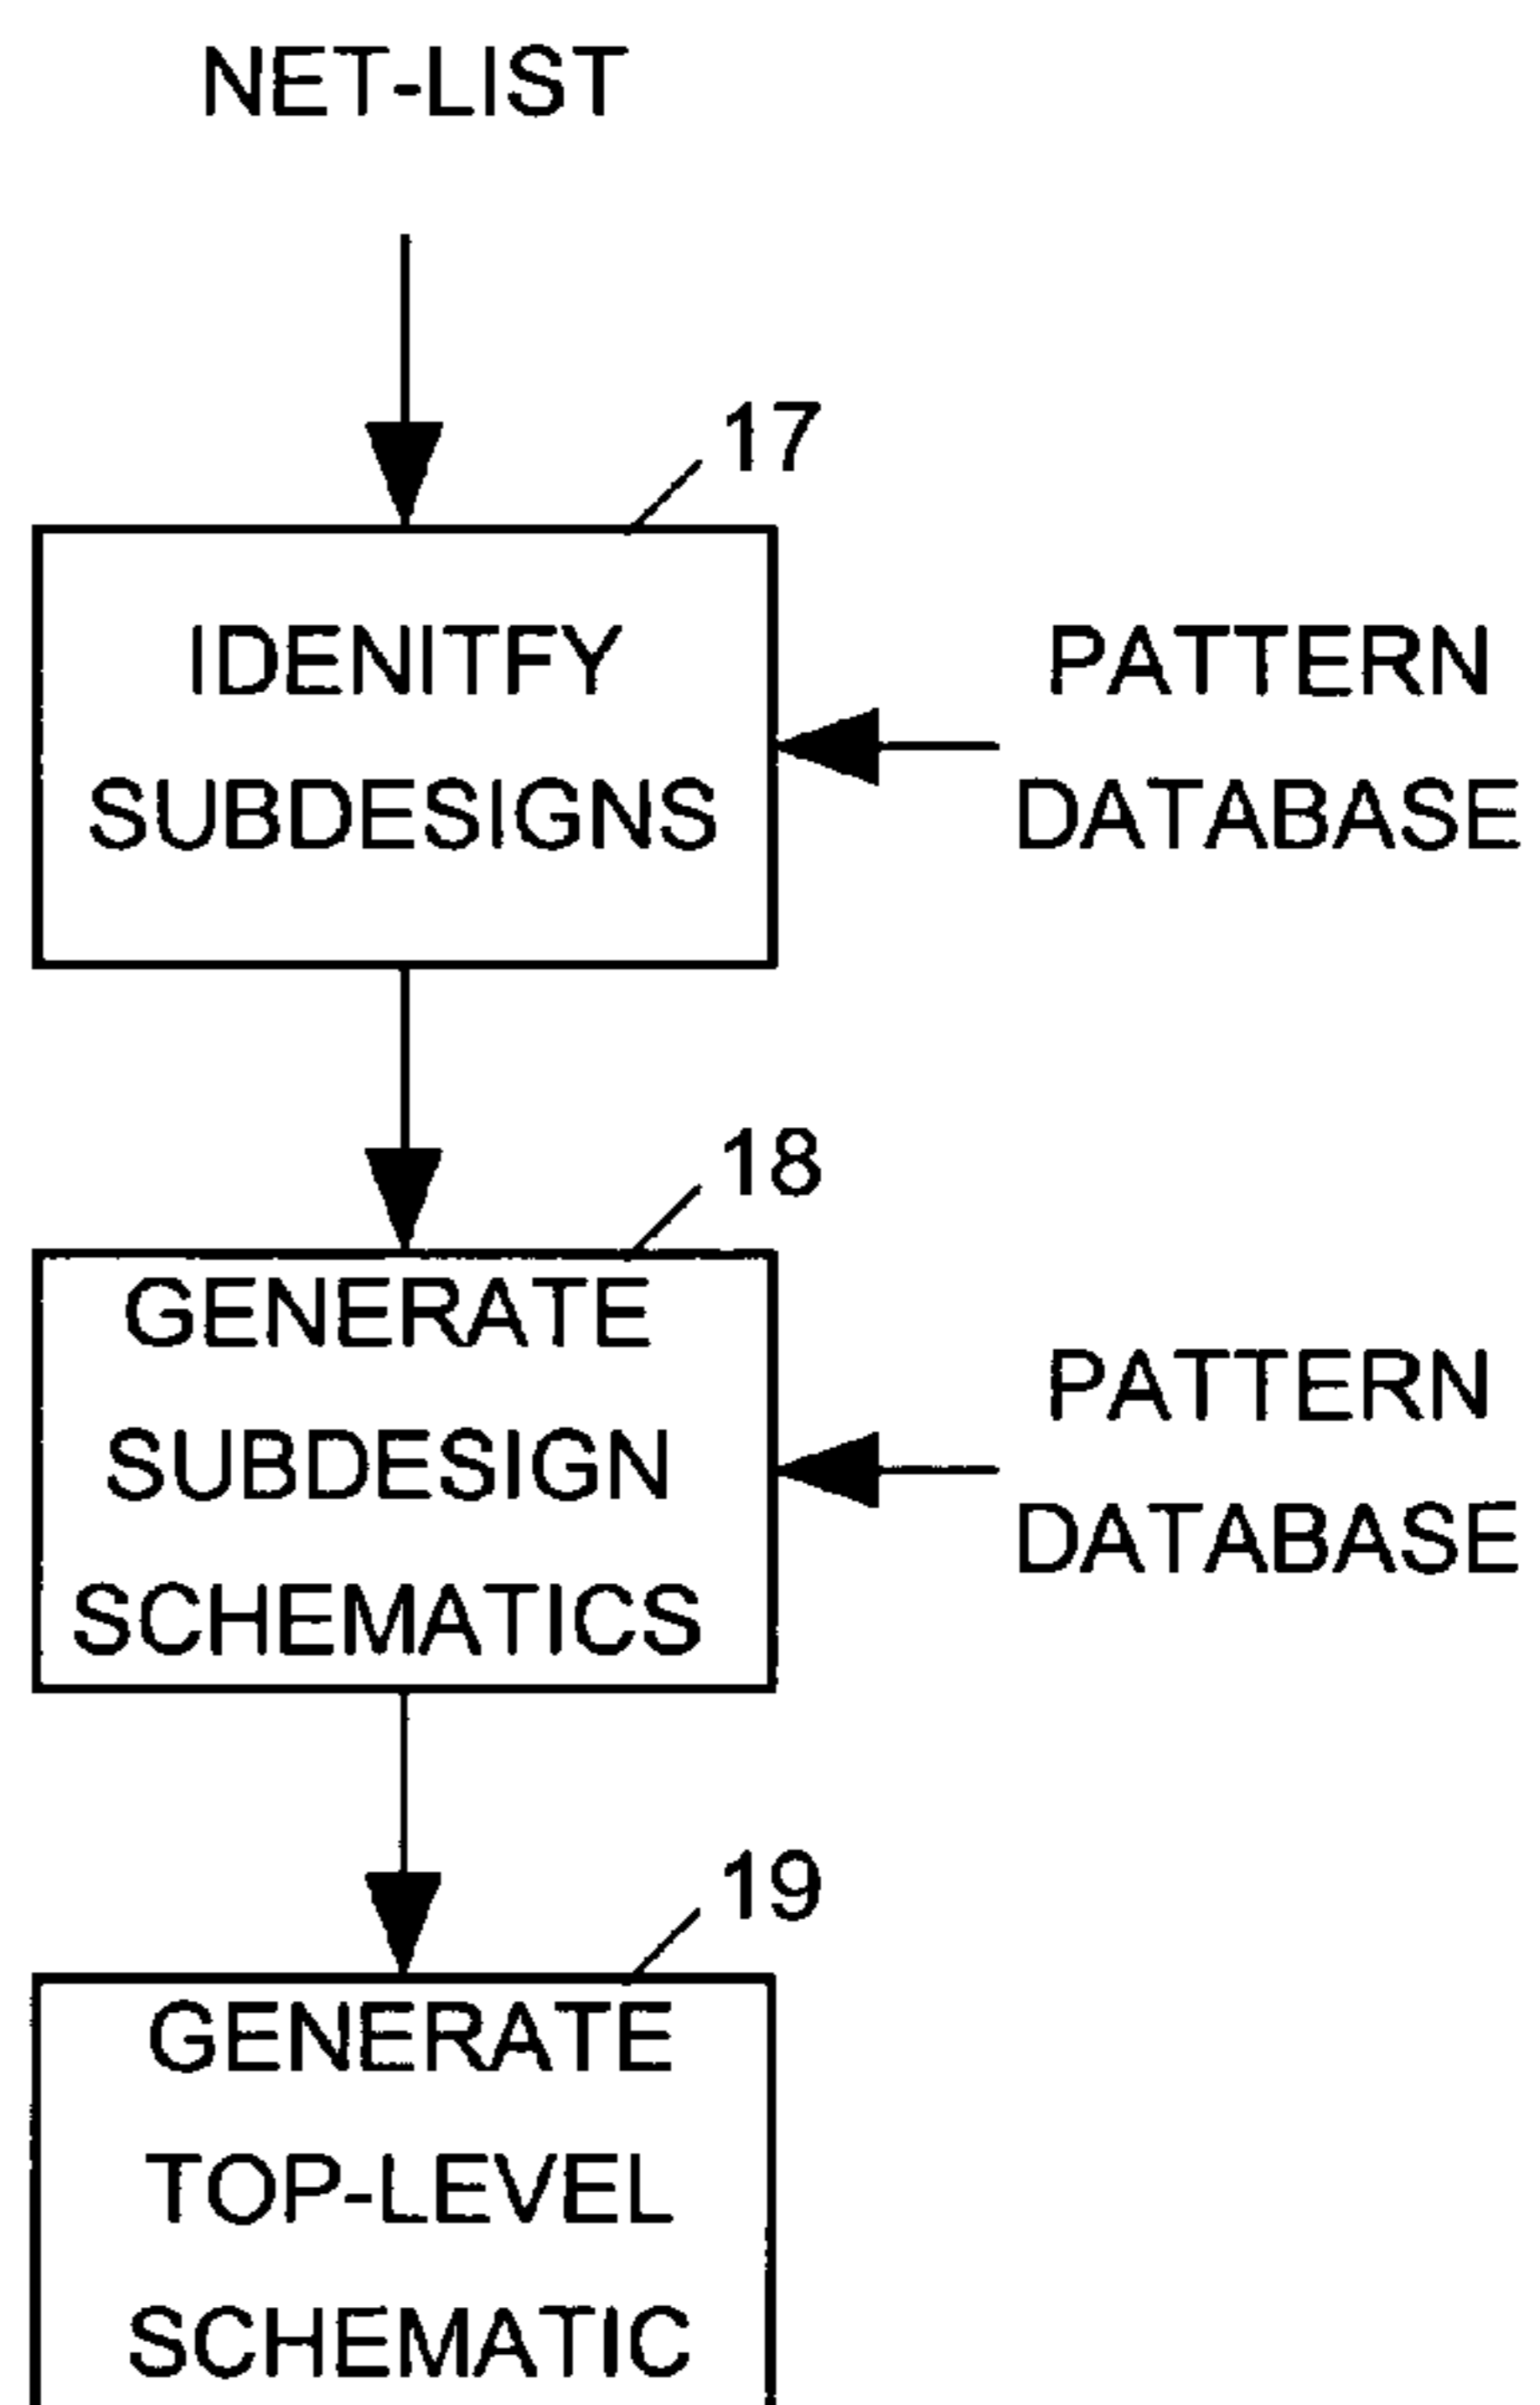 NET-LIST
17
IDENITFY
SUBDESIGNS
PATTERN
DATABASE
18
GENERATE
SUBDESIGN
SCHEMATICS
PATTERN
DATABASE
19
GENERATE
TOP-LEVEL
SCHEMATIC